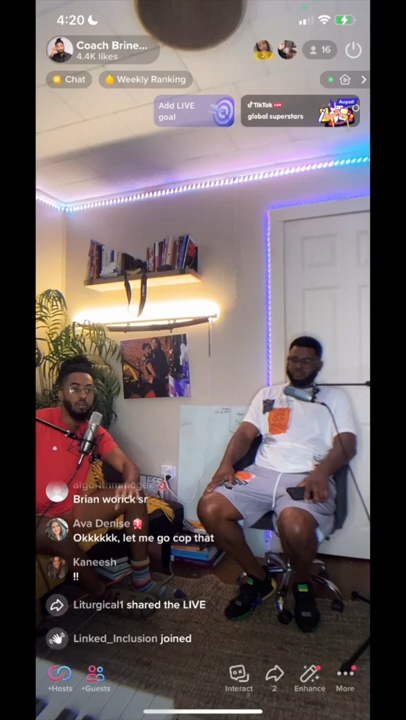 4:20
Coach Brine...
4.4K likes
16
Chat
Weekly Ranking
Add LIVE
goal
TikTok LIVE
global superstars
August
Brian worick sr
Ava Denise
Okkkkkk, let me go cop that
Kaneesh
!!
Liturgical1 shared the LIVE
Linked_Inclusion joined
+Hosts
+Guests
Interact
2
Enhance
More